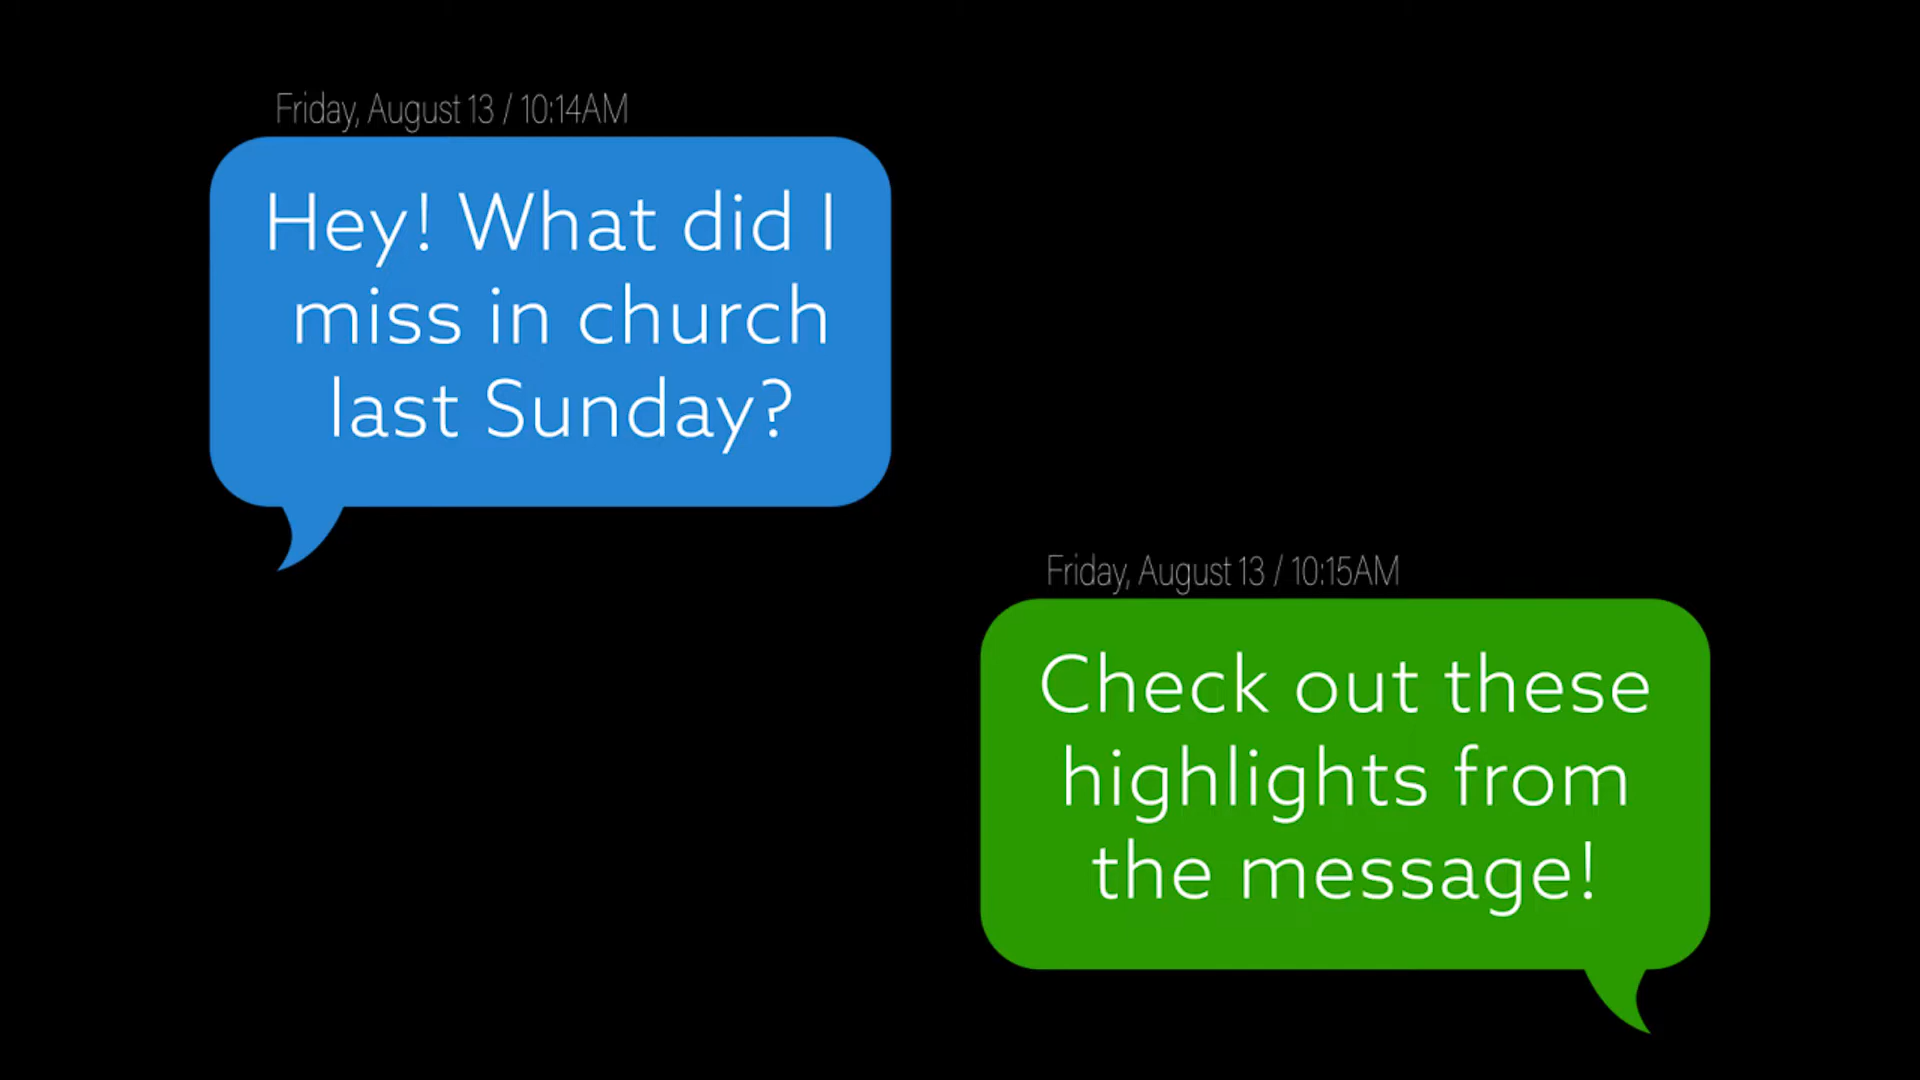 Friday, August 13 / 10:14AM
Hey! What did I
miss in church
last Sunday?
Friday, August 13 / 10:15AM
Check out these
highlights from
the message!